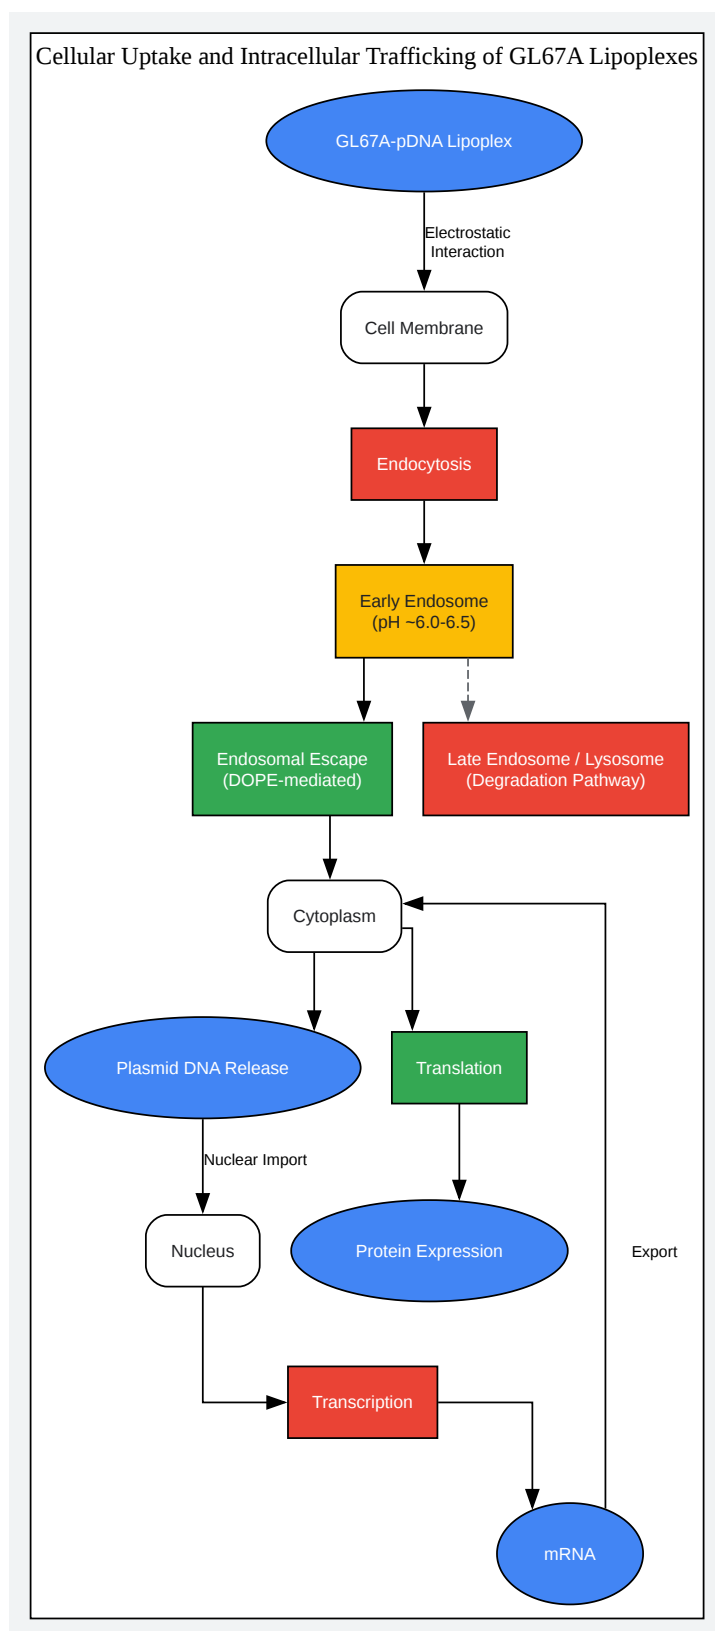 Cellular Uptake and Intracellular Trafficking of GL67A Lipoplexes
GL67A-pDNA Lipoplex
Electrostatic
Interaction
Cell Membrane
Endocytosis
Early Endosome
(pH ~6.0-6.5)
Endosomal Escape
(DOPE-mediated)
Late Endosome / Lysosome
(Degradation Pathway)
Cytoplasm
Plasmid DNA Release
Translation
Nuclear Import
Nucleus
Protein Expression
Export
Transcription
mRNA